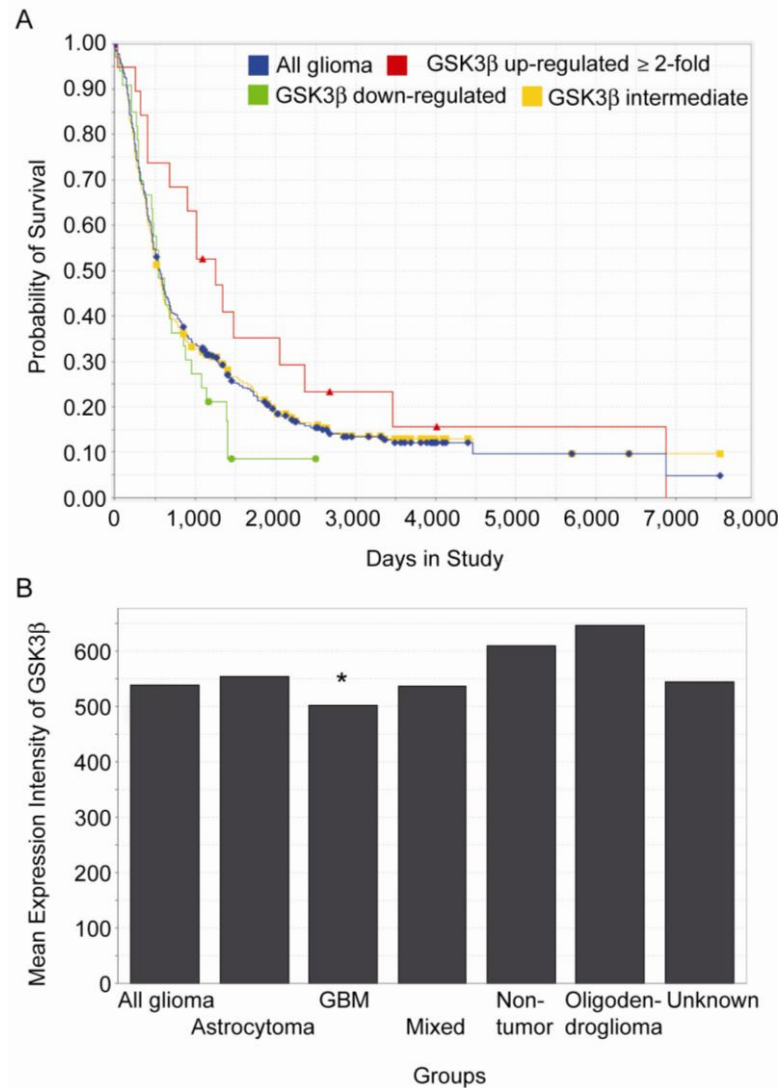 A
1.00
0.90
0.80
0.70
0.60
0.50
0.40
0.30
0.20
0.10
0.00
Probability of Survival
All glioma
GSK3β up-regulated ≥ 2-fold
GSK3β down-regulated
GSK3β intermediate
0
1,000
2,000
3,000
4,000
5,000
6,000
7,000
8,000
Days in Study
B
600
500
400
300
200
100
0
Mean Expression Intensity of GSK3β
*
All glioma
Astrocytoma
GBM
Mixed
Non-
tumor
Oligoden-
droglioma
Unknown
Groups